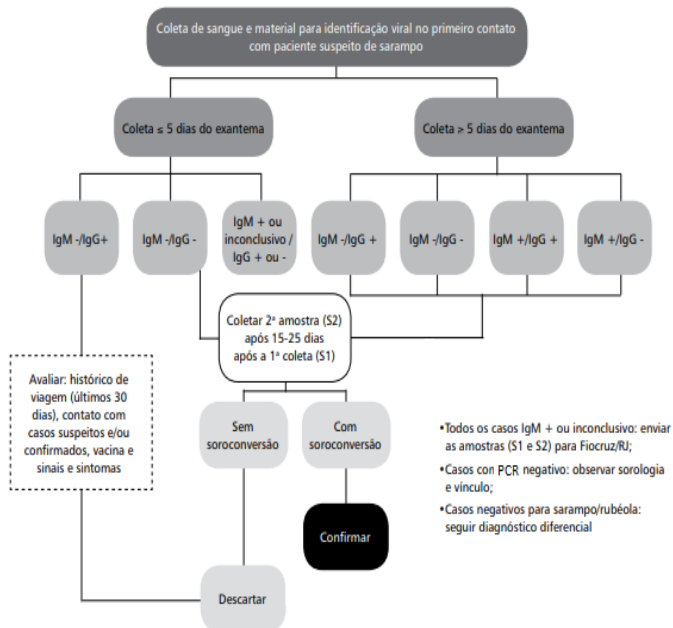 Coleta de sangue e material para identificação viral no primeiro contato
com paciente suspeito de sarampo
Coleta ≤ 5 dias do exantema
Coleta > 5 dias do exantema
IgM -/IgG+
IgM -/IgG -
IgM + ou
inconclusivo /
IgG + ou -
IgM -/IgG +
IgM -/IgG -
IgM +/IgG +
IgM +/IgG -
Coletar 2ª amostra (S2)
após 15-25 dias
após a 1ª coleta (S1)
Avaliar: histórico de
viagem (últimos 30
dias), contato com
casos suspeitos e/ou
confirmados, vacina e
sinais e sintomas
Sem
soroconversão
Com
soroconversão
•Todos os casos IgM + ou inconclusivo: enviar
as amostras (S1 e S2) para Fiocruz/RJ;
•Casos con PCR negativo: observar sorologia
e vínculo;
•Casos negativos para sarampo/rubéola:
seguir diagnóstico diferencial
Confirmar
Descartar